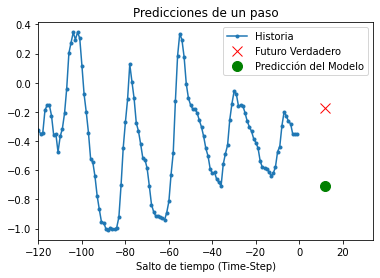 Predicciones de un paso
0.4
0.2
0.0
−0.2
−0.4
−0.6
−0.8
−1.0
Historia
Futuro Verdadero
Predicción del Modelo
−120 −100 −80 −60 −40 −20 0 20
Salto de tiempo (Time-Step)